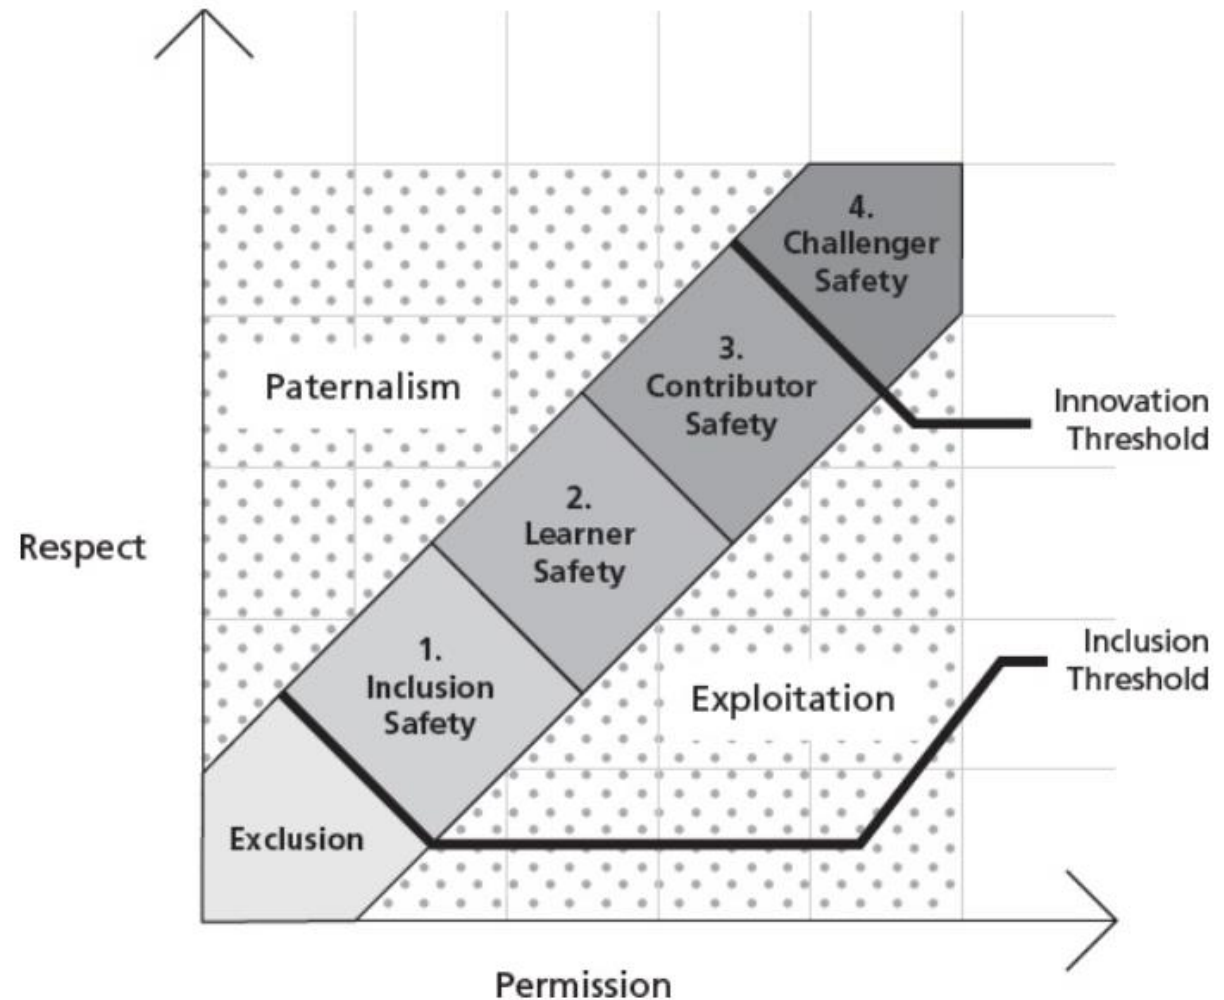 4.
Challenger
Safety
3.
Contributor
Safety
Paternalism
Innovation
Threshold
2.
Learner
Safety
Respect
1.
Inclusion
Safety
Inclusion
Threshold
Exploitation
Exclusion
Permission